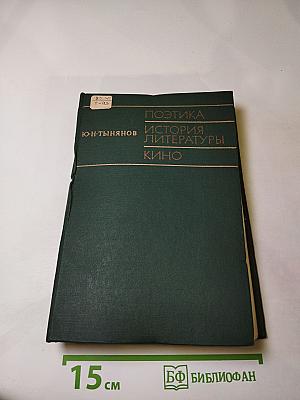 ПОЭТИКА
Ю·Н·ТЫНЯНОВ
ИСТОРИЯ
ЛИТЕРАТУРЫ
КИНО
15 СМ
БФ БИБЛИОФАН